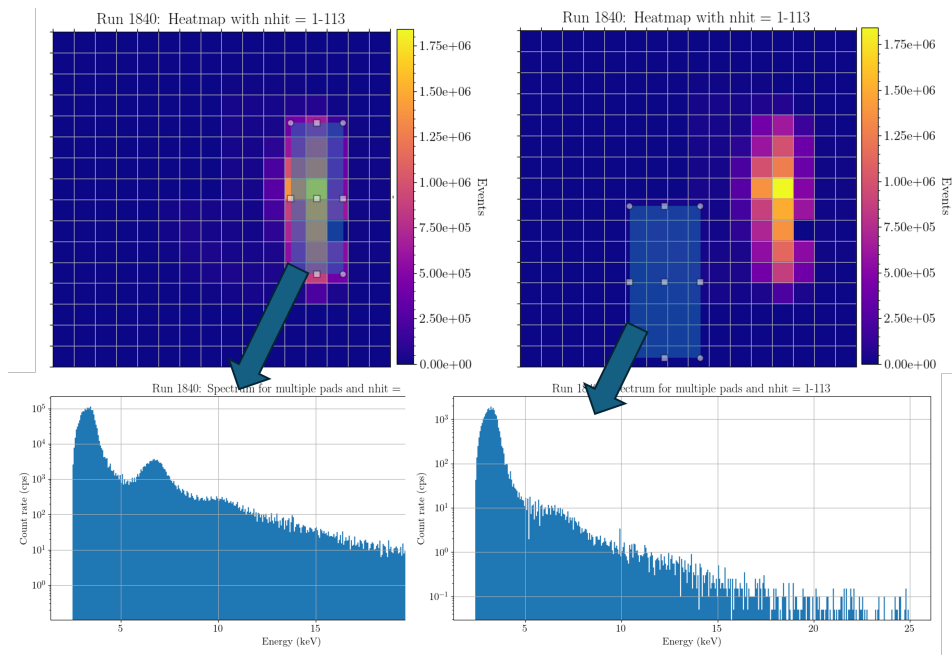 Run 1840: Heatmap with nhit = 1-113
1.75e+06
1.50e+06
1.25e+06
1.00e+06
7.50e+05
5.00e+05
2.50e+05
0.00e+00
Events
Run 1840: Heatmap with nhit = 1-113
1.75e+06
1.50e+06
1.25e+06
1.00e+06
7.50e+05
5.00e+05
2.50e+05
0.00e+00
Events
Run 1840: Spectrum for multiple pads and nhit =
10⁵
10⁴
10³
10²
10¹
10⁰
Count rate (cps)
5
10
15
Energy (keV)
for multiple pads and nhit = 1-113
10³
10²
10¹
10⁰
10⁻¹
Count rate (cps)
5
10
15
20
25
Energy (keV)